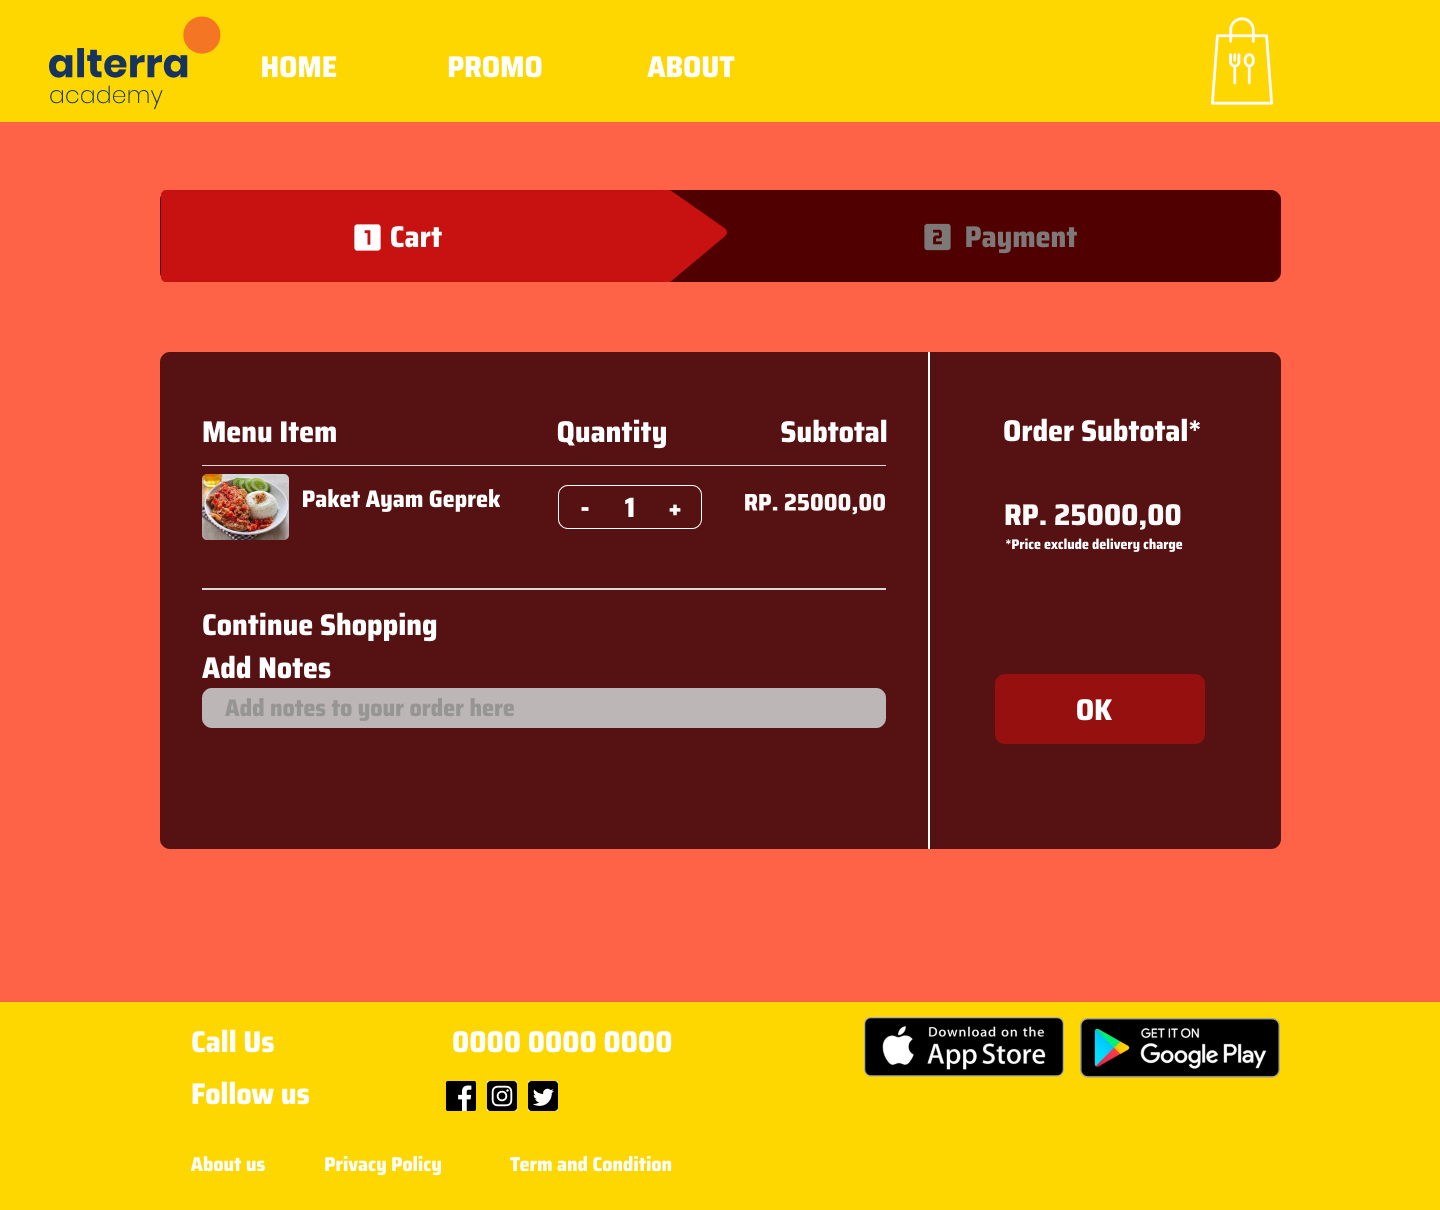 alterra
academy
HOME
PROMO
ABOUT
1 Cart
2 Payment
Menu Item
Quantity
Subtotal
Paket Ayam Geprek
- 1 +
RP. 25000,00
Continue Shopping
Add Notes
Add notes to your order here
Order Subtotal*
RP. 25000,00
*Price exclude delivery charge
OK
Call Us
0000 0000 0000
Follow us
About us
Privacy Policy
Term and Condition
Download on the
App Store
GET IT ON
Google Play